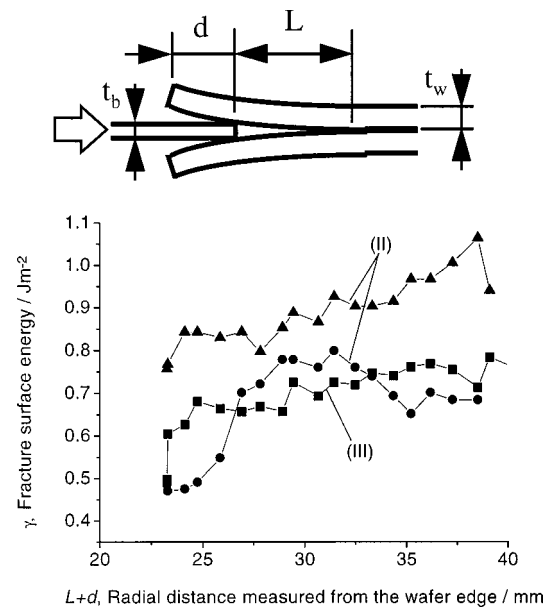 d L
t_b t_w
γ, Fracture surface energy / Jm⁻²
1.1
1.0
0.9
0.8
0.7
0.6
0.5
0.4
(II)
(III)
20 25 30 35 40
L+d, Radial distance measured from the wafer edge / mm